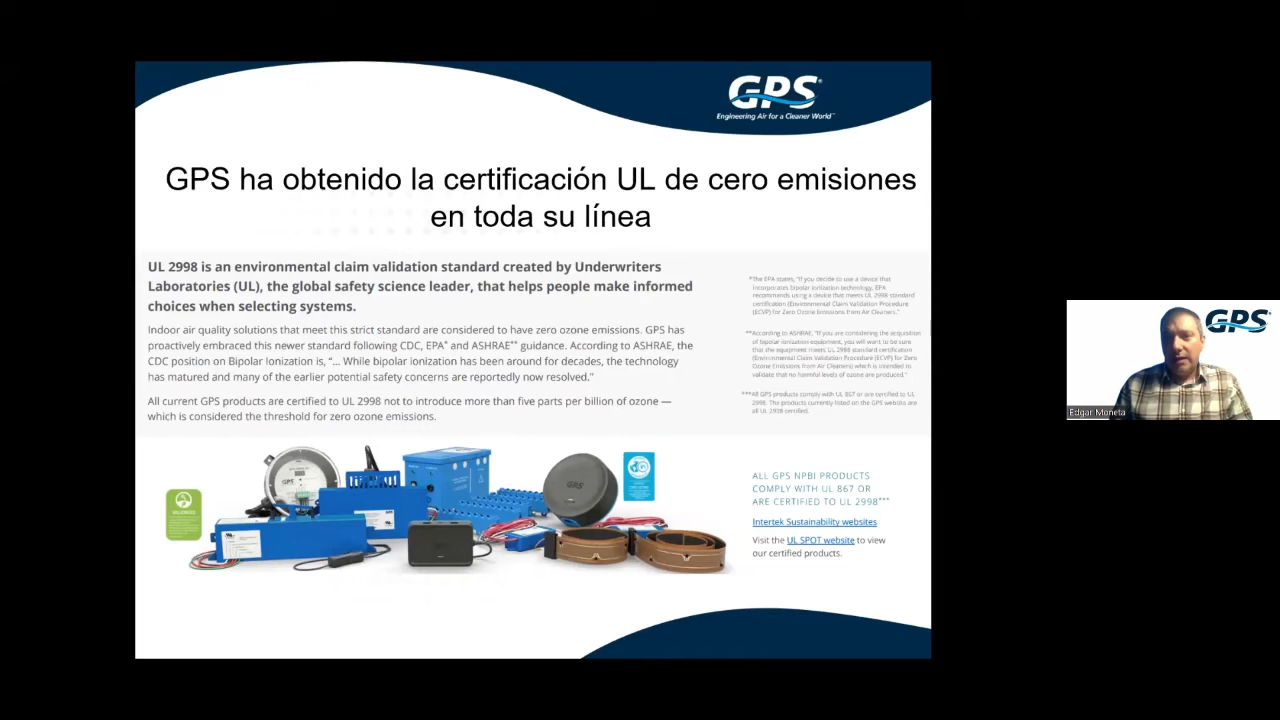 GPS
Engineering Air for a Cleaner World™
GPS ha obtenido la certificación UL de cero emisiones
en toda su línea
UL 2998 is an environmental claim validation standard created by Underwriters
Laboratories (UL), the global safety science leader, that helps people make informed
choices when selecting systems.
Indoor air quality solutions that meet this strict standard are considered to have zero ozone emissions. GPS has
proactively embraced this newer standard following CDC, EPA* and ASHRAE** guidance. According to ASHRAE, the
CDC's position on Bipolar Ionization is, “... While bipolar ionization has been around for decades, the technology
has matured and many of the earlier potential safety concerns are reportedly now resolved.”
All current GPS products are certified to UL 2998 not to introduce more than five parts per billion of ozone —
which is considered the threshold for zero ozone emissions.
*The EPA states, “If you decide to use a device that
incorporates bipolar ionization technology, EPA
recommends using a device that meets UL 2998 standard
certification (Environmental Claim Validation Procedure
(ECVP) for Zero Ozone Emissions from Air Cleaners).”
**According to ASHRAE, “If you are considering the acquisition
of bipolar ionization equipment, you will want to be sure
that the equipment meets UL 2998 standard certification
(Environmental Claim Validation Procedure (ECVP) for Zero
Ozone Emissions from Air Cleaners) which is intended to
validate that no harmful levels of ozone are produced.”
***All GPS products comply with UL 867 or are certified to UL
2998. The products currently listed on the GPS website are
all UL 2998 certified.
GPS
ALL GPS NPBI PRODUCTS
COMPLY WITH UL 867 OR
ARE CERTIFIED TO UL 2998***
Intertek Sustainability websites
Visit the UL SPOT website to view
our certified products.
GPS
Edgar Moneta